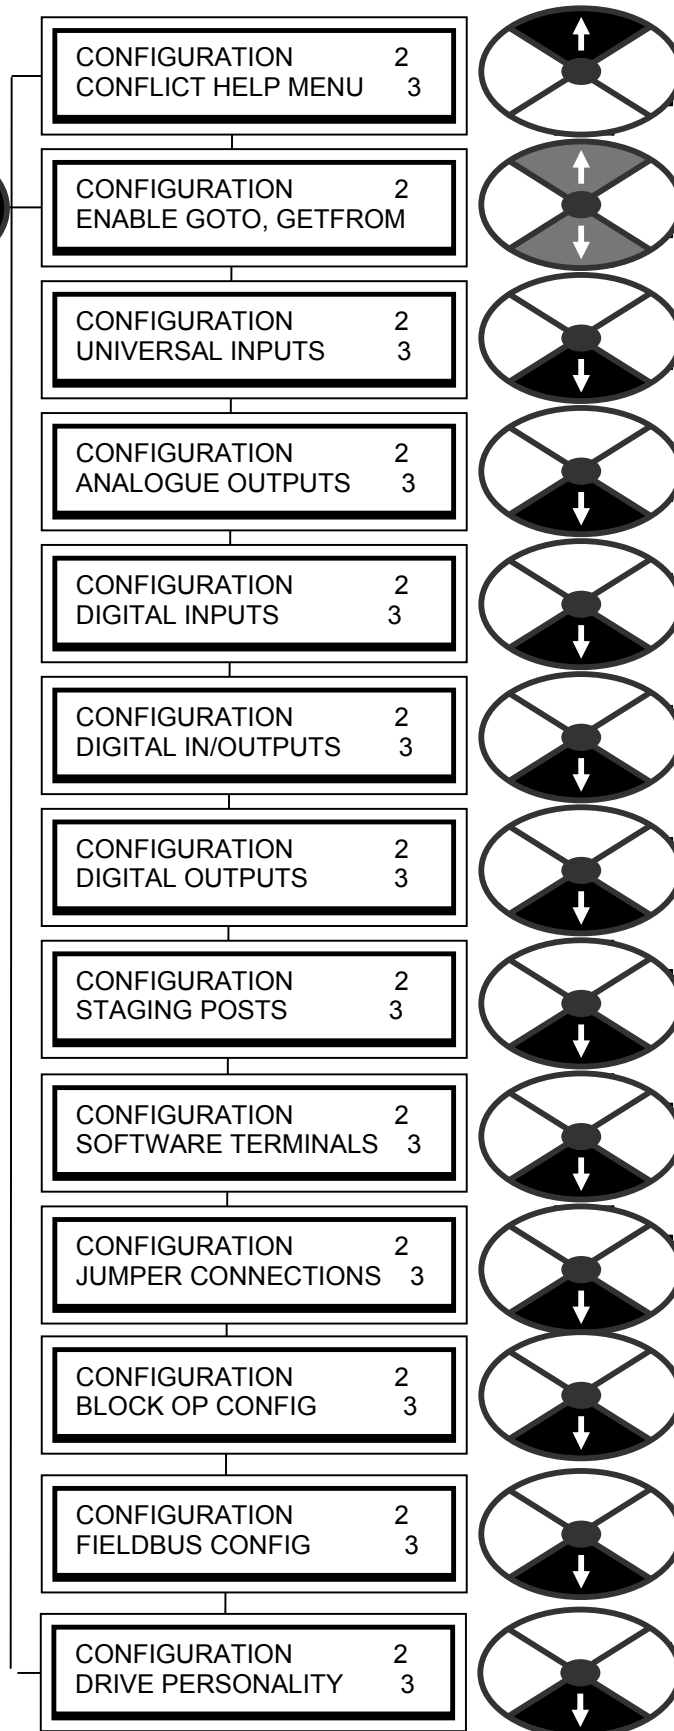 CONFIGURATION 2
CONFLICT HELP MENU 3
CONFIGURATION 2
ENABLE GOTO, GETFROM
CONFIGURATION 2
UNIVERSAL INPUTS 3
CONFIGURATION 2
ANALOGUE OUTPUTS 3
CONFIGURATION 2
DIGITAL INPUTS 3
CONFIGURATION 2
DIGITAL IN/OUTPUTS 3
CONFIGURATION 2
DIGITAL OUTPUTS 3
CONFIGURATION 2
STAGING POSTS 3
CONFIGURATION 2
SOFTWARE TERMINALS 3
CONFIGURATION 2
JUMPER CONNECTIONS 3
CONFIGURATION 2
BLOCK OP CONFIG 3
CONFIGURATION 2
FIELDBUS CONFIG 3
CONFIGURATION 2
DRIVE PERSONALITY 3